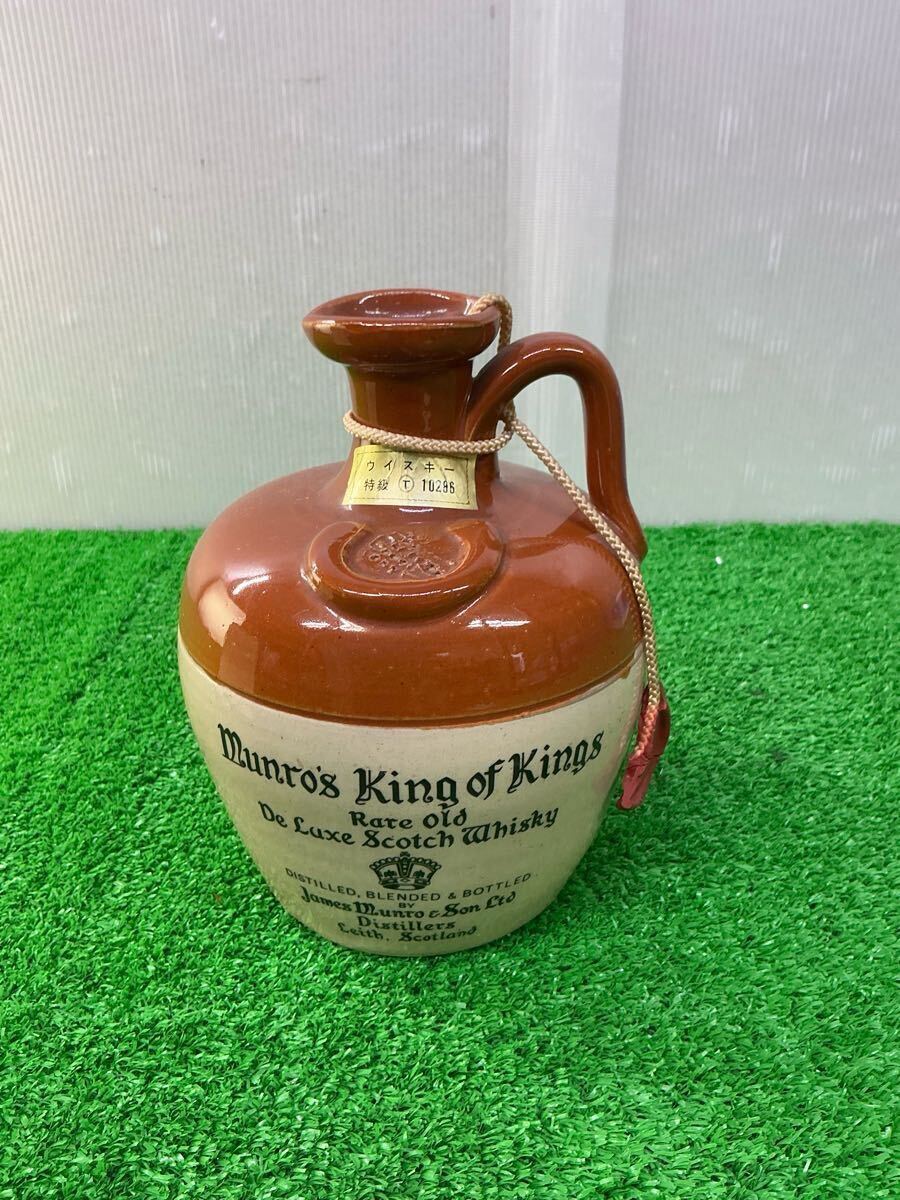 ウイスキー
特級 Ⓣ 10286
Munro's King of Kings
Rare Old
De Luxe Scotch Whisky
DISTILLED, BLENDED & BOTTLED
BY
James Munro & Son Ltd
Distillers
Leith, Scotland